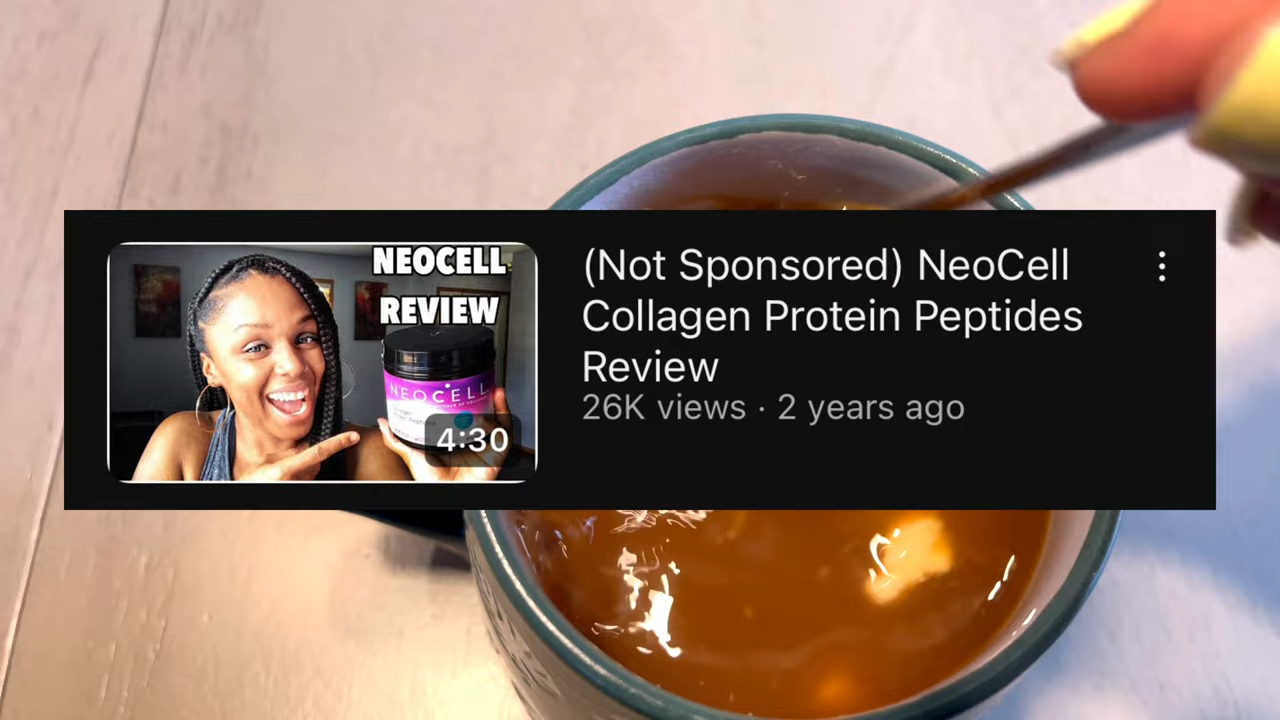 NEOCELL
REVIEW
NEOCELL
4:30
(Not Sponsored) NeoCell
Collagen Protein Peptides
Review
26K views · 2 years ago